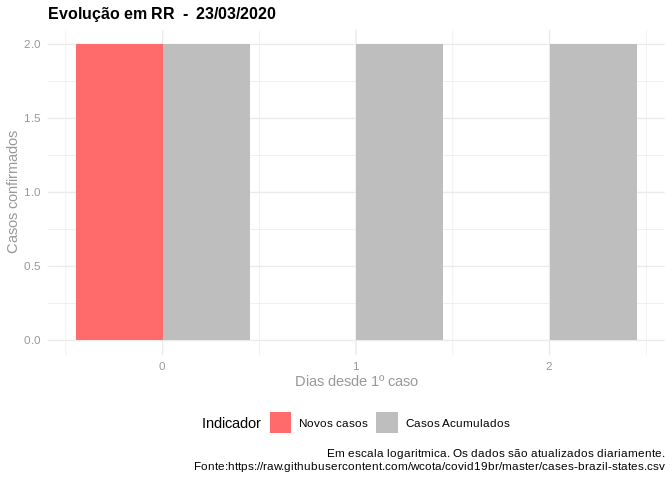 Evolução em RR - 23/03/2020
Casos confirmados
2.0
1.5
1.0
0.5
0.0
0 1 2
Dias desde 1º caso
Indicador Novos casos Casos Acumulados
Em escala logaritmica. Os dados são atualizados diariamente.
Fonte:https://raw.githubusercontent.com/wcota/covid19br/master/cases-brazil-states.csv